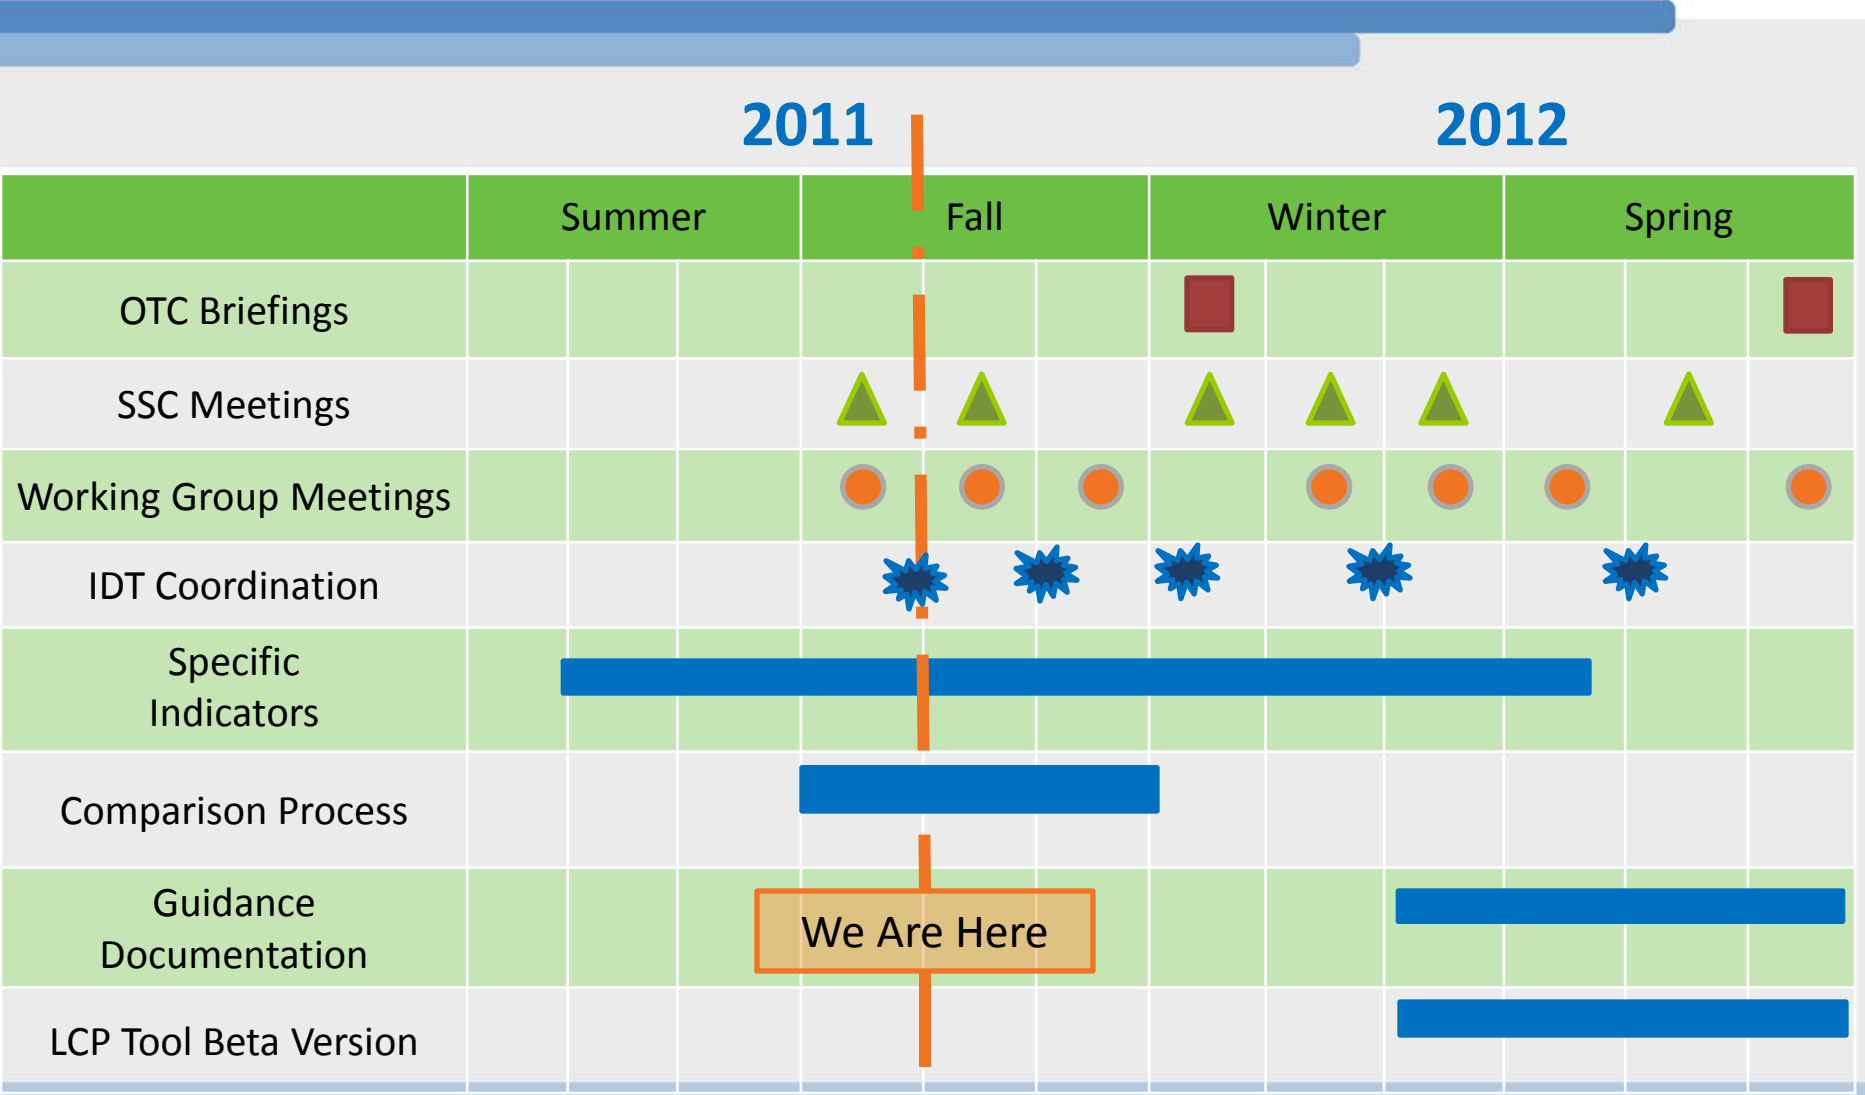 2011
2012
Summer
Fall
Winter
Spring
OTC Briefings
SSC Meetings
Working Group Meetings
IDT Coordination
Specific
Indicators
Comparison Process
Guidance
Documentation
We Are Here
LCP Tool Beta Version